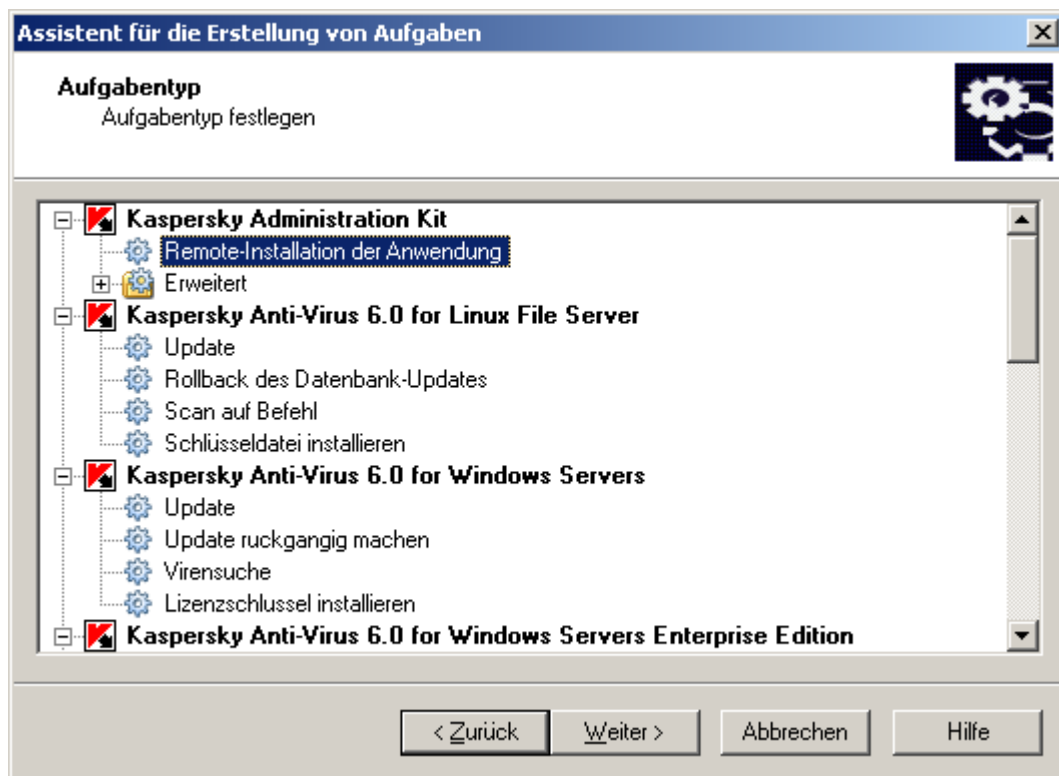 Assistent für die Erstellung von Aufgaben
Aufgabentyp
Aufgabentyp festlegen
Kaspersky Administration Kit
Remote-Installation der Anwendung
Erweitert
Kaspersky Anti-Virus 6.0 for Linux File Server
Update
Rollback des Datenbank-Updates
Scan auf Befehl
Schlüsseldatei installieren
Kaspersky Anti-Virus 6.0 for Windows Servers
Update
Update ruckgangig machen
Virensuche
Lizenzschlussel installieren
Kaspersky Anti-Virus 6.0 for Windows Servers Enterprise Edition
< Zurück Weiter > Abbrechen Hilfe